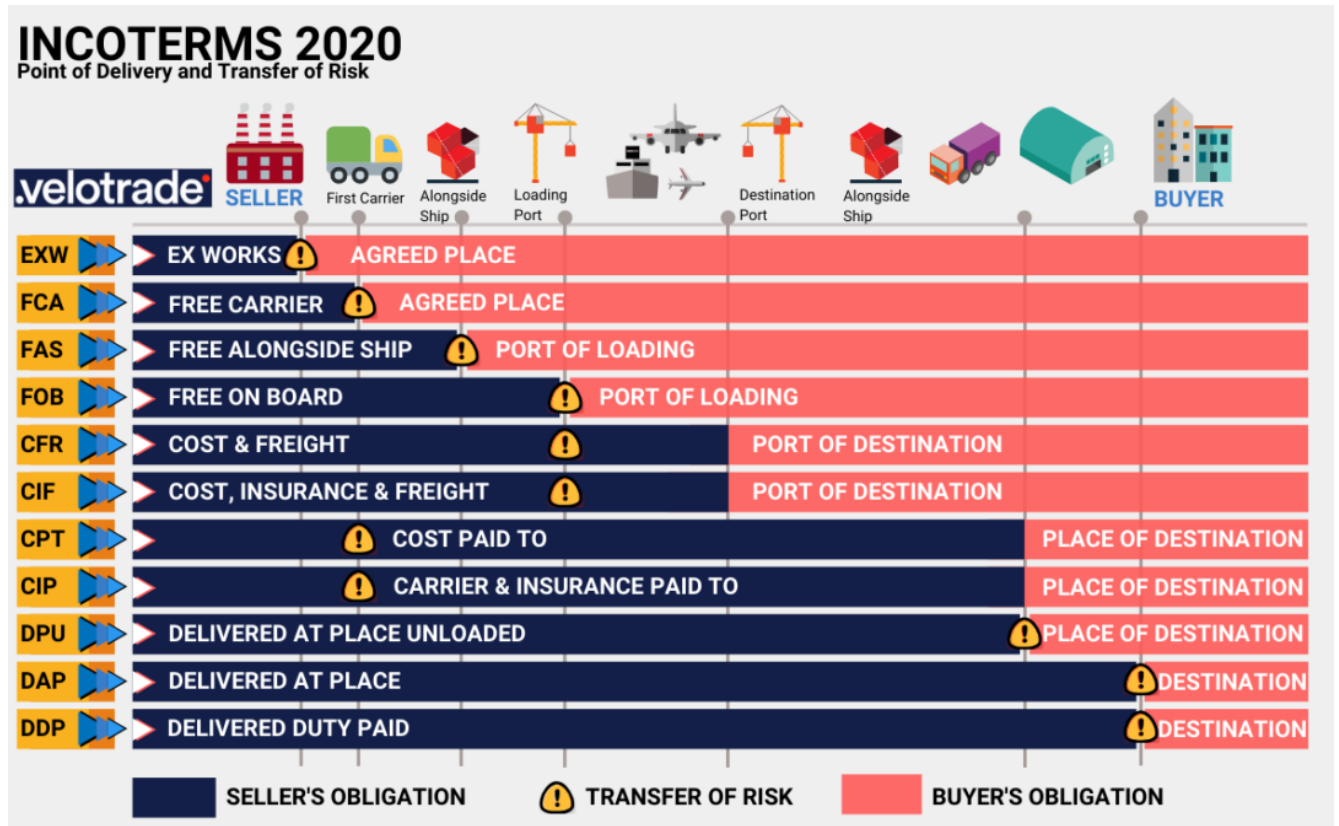 INCOTERMS 2020
Point of Delivery and Transfer of Risk
.velotrade
SELLER
First Carrier
Alongside
Ship
Loading
Port
Destination
Port
Alongside
Ship
BUYER
EXW EX WORKS ! AGREED PLACE
FCA FREE CARRIER ! AGREED PLACE
FAS FREE ALONGSIDE SHIP ! PORT OF LOADING
FOB FREE ON BOARD ! PORT OF LOADING
CFR COST & FREIGHT ! PORT OF DESTINATION
CIF COST, INSURANCE & FREIGHT ! PORT OF DESTINATION
CPT ! COST PAID TO PLACE OF DESTINATION
CIP ! CARRIER & INSURANCE PAID TO PLACE OF DESTINATION
DPU DELIVERED AT PLACE UNLOADED ! PLACE OF DESTINATION
DAP DELIVERED AT PLACE ! DESTINATION
DDP DELIVERED DUTY PAID ! DESTINATION
SELLER'S OBLIGATION ! TRANSFER OF RISK BUYER'S OBLIGATION